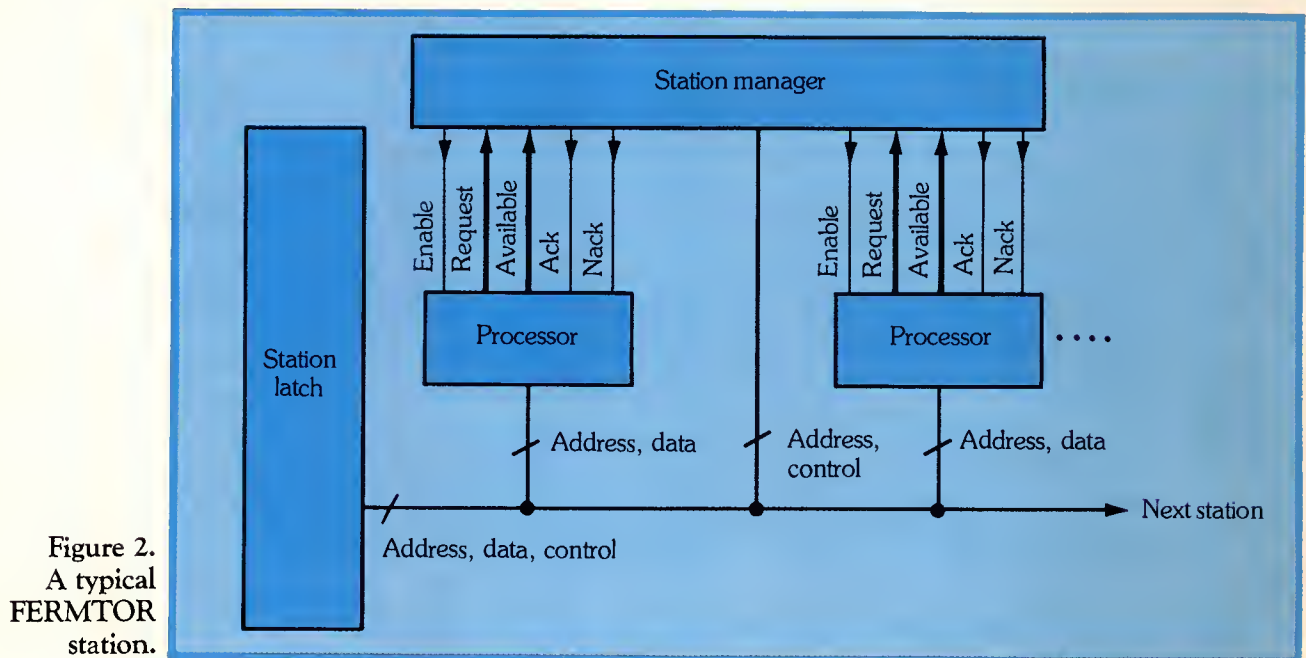 Station manager
Enable
Request
Available
Ack
Nack
Enable
Request
Available
Ack
Nack
Station
latch
Processor
Processor
Address, data
Address,
control
Address, data
Next station
Address, data, control
Figure 2.
A typical
FERMTOR
station.